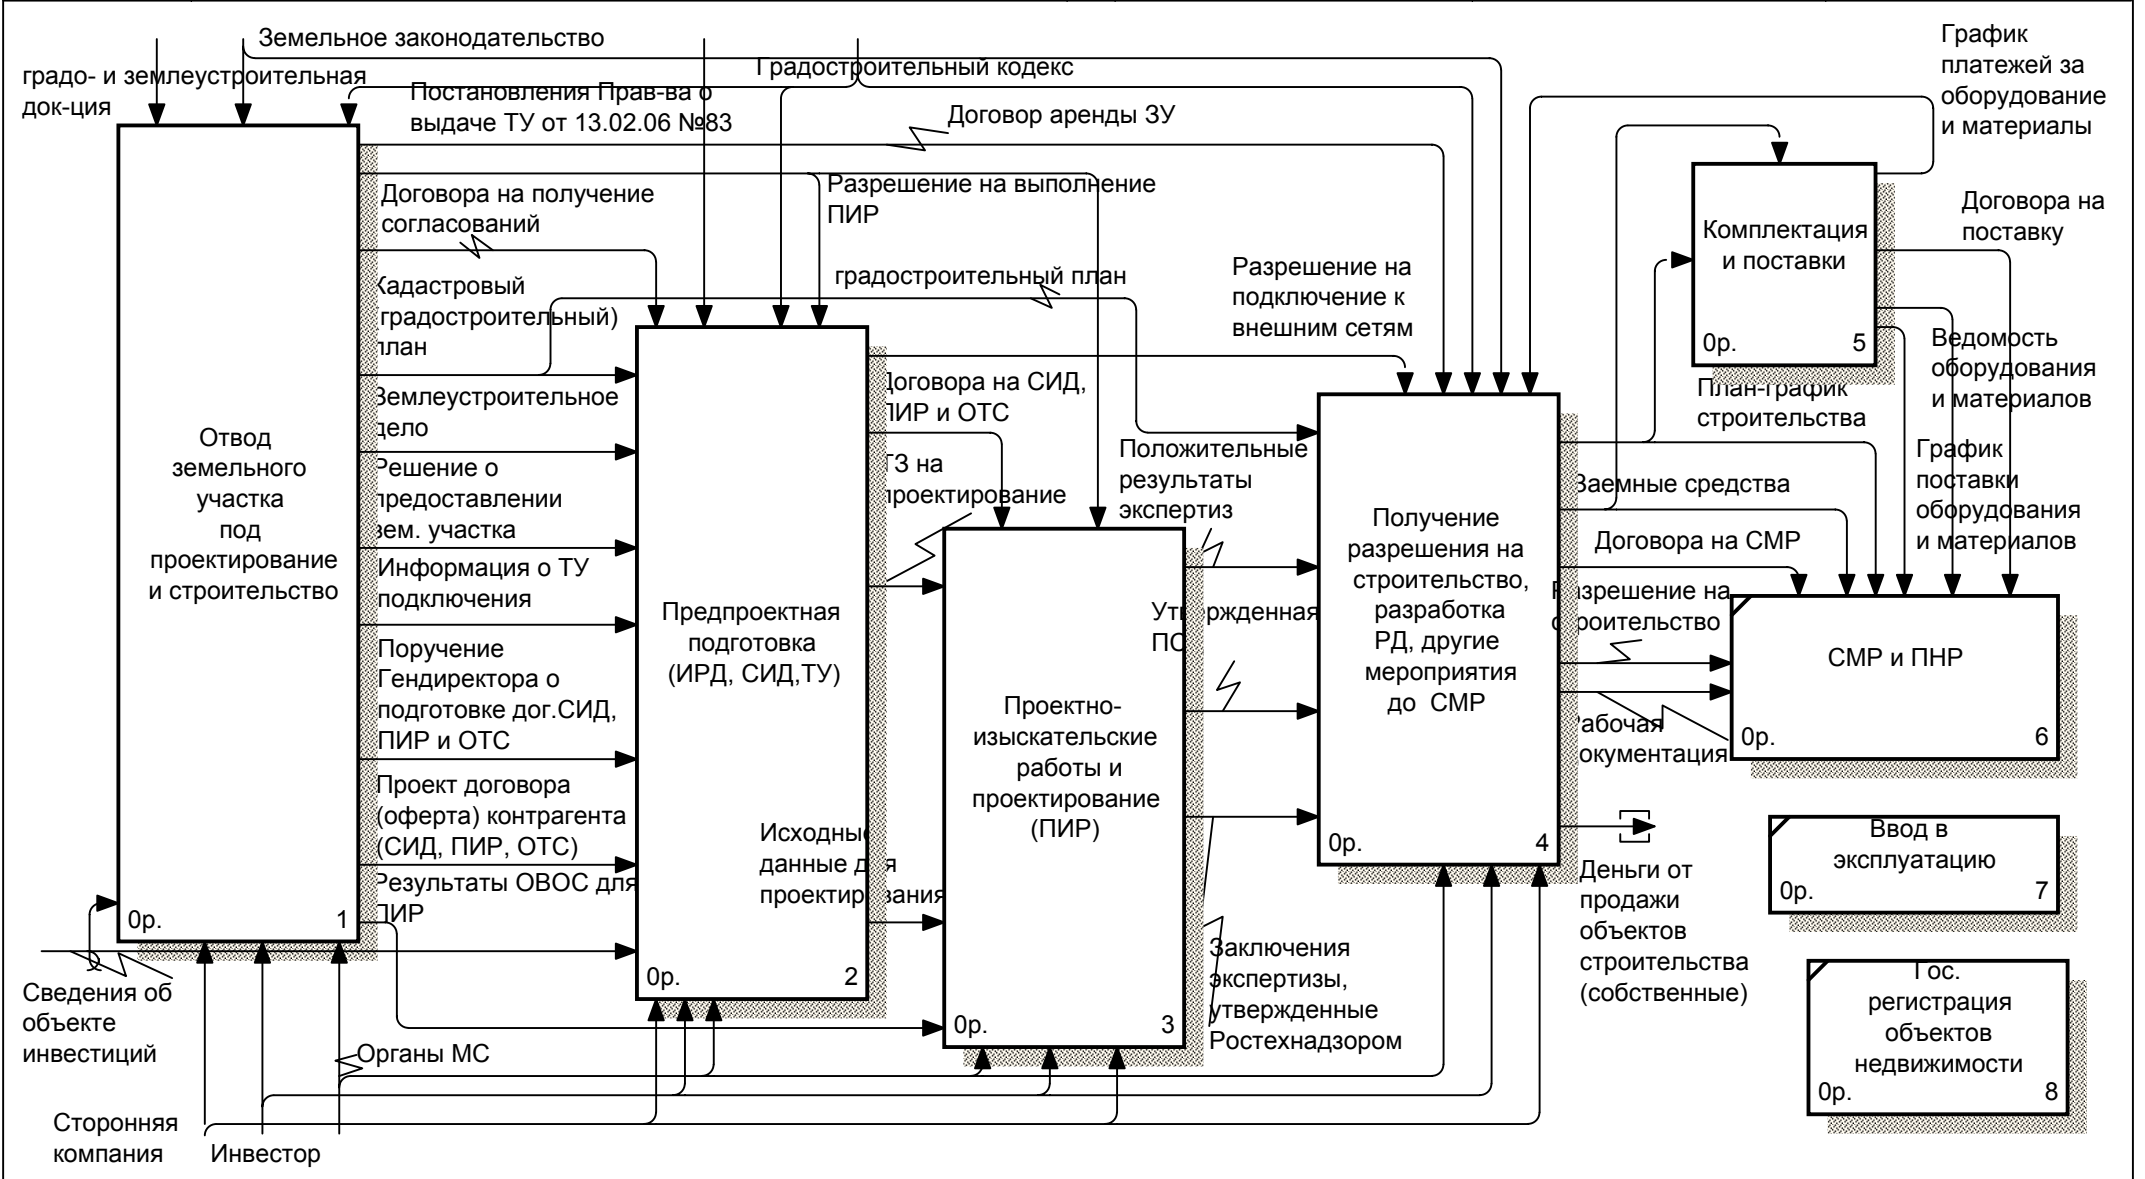 Земельное законодательство
градо- и землеустроительная
док-ция
Градостроительный кодекс
Постановления Прав-ва о
выдаче ТУ от 13.02.06 №83
Договор аренды ЗУ
График
платежей за
оборудование
и материалы
Договора на получение
согласований
Разрешение на выполнение
ПИР
градостроительный план
Кадастровый
(градостроительный)
план
Землеустроительное
дело
Решение о
предоставлении
зем. участка
Информация о ТУ
подключения
Поручение
Гендиректора о
подготовке дог.СИД,
ПИР и ОТС
Проект договора
(оферта) контрагента
(СИД, ПИР, ОТС)
Результаты ОВОС для
ПИР
Отвод
земельного
участка
под
проектирование
и строительство
0р.
1
Сведения об
объекте
инвестиций
Органы МС
Сторонняя
компания
Инвестор
Предпроектная
подготовка
(ИРД, СИД,ТУ)
0р.
2
Договора на СИД,
ПИР и ОТС
ТЗ на
проектирование
Исходные
данные для
проектирования
Проектно-
изыскательские
работы и
проектирование
(ПИР)
0р.
3
Разрешение на
подключение к
внешним сетям
Положительные
результаты
экспертиз
Утвержденная
ПС
Заключения
экспертизы,
утвержденные
Ростехнадзором
Получение
разрешения на
строительство,
разработка
РД, другие
мероприятия
до СМР
0р.
4
Комплектация
и поставки
0р.
5
Договора на
поставку
Ведомость
оборудования
и материалов
План-график
строительства
График
поставки
оборудования
и материалов
Заемные средства
Договора на СМР
Разрешение на
строительство
Рабочая
документация
СМР и ПНР
0р.
6
Деньги от
продажи
объектов
строительства
(собственные)
Ввод в
эксплуатацию
0р.
7
Гос.
регистрация
объектов
недвижимости
0р.
8